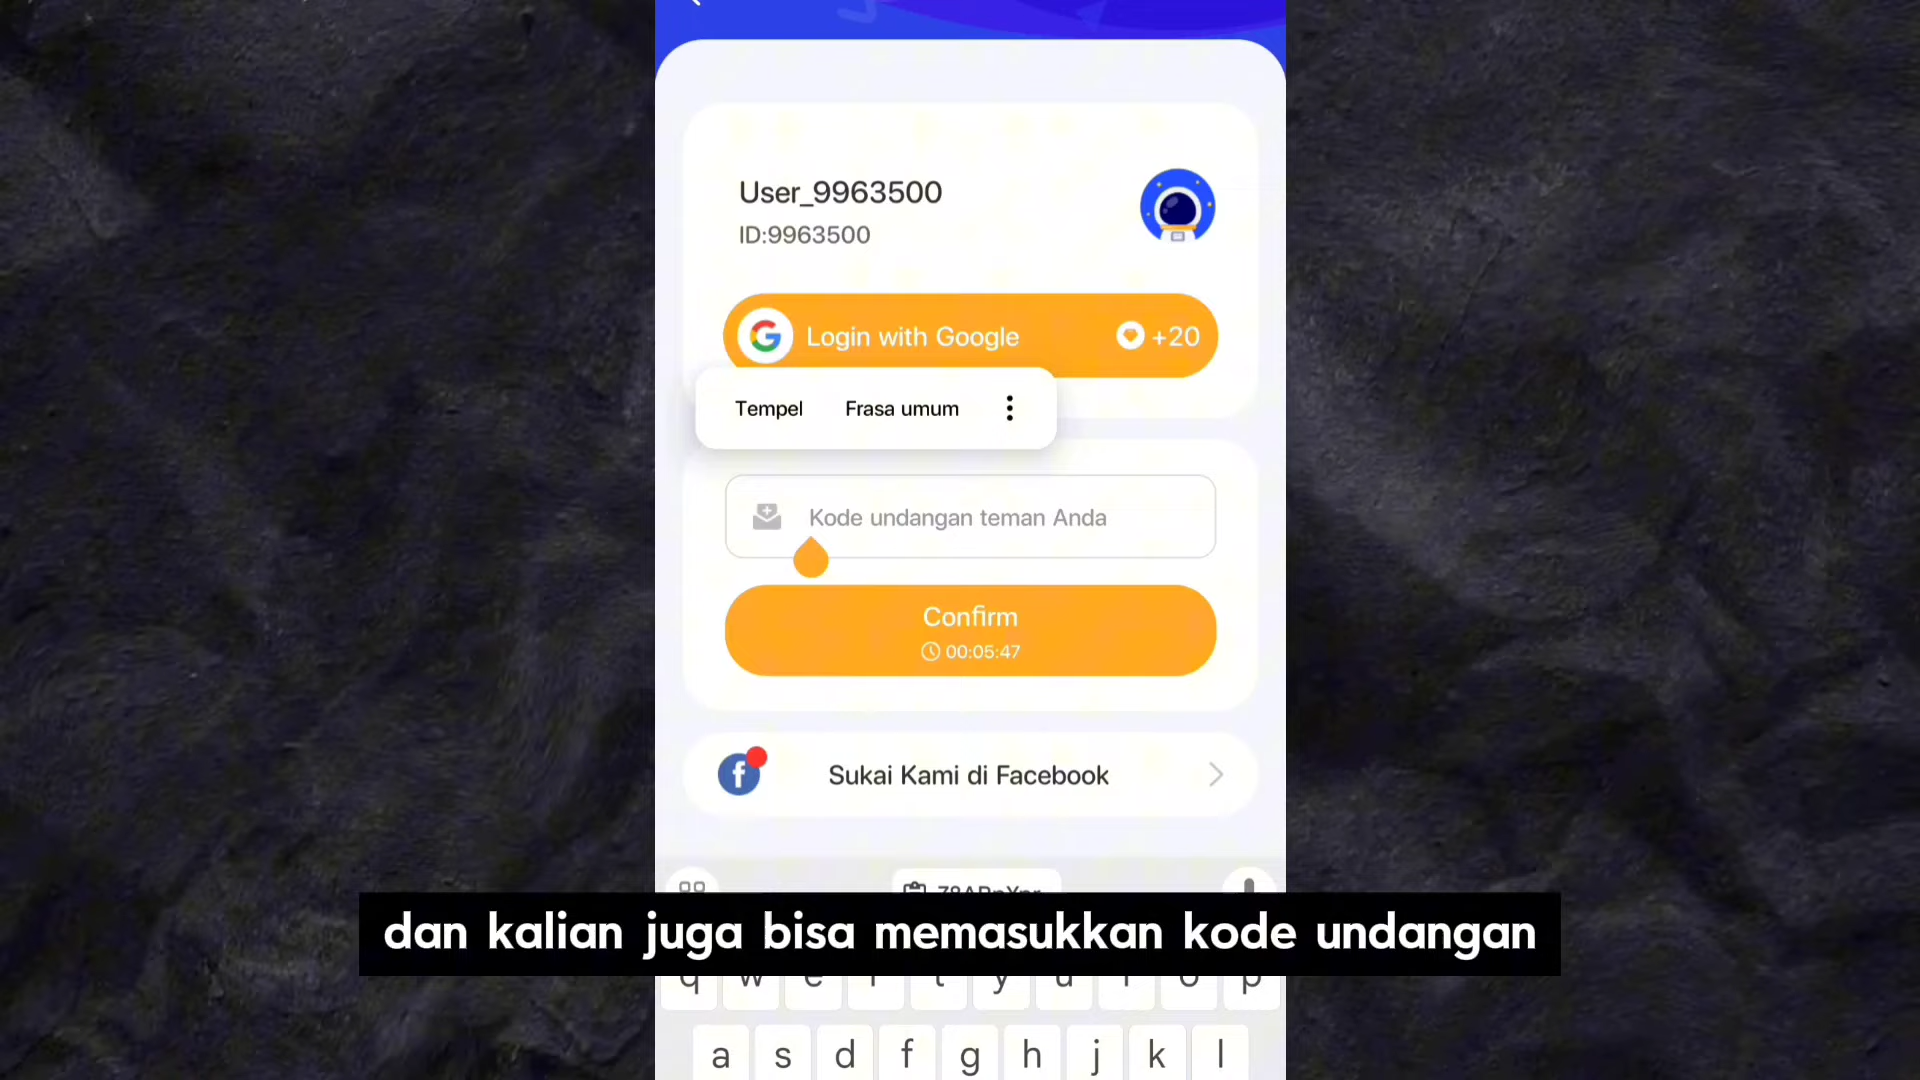 User_9963500
ID:9963500
Login with Google
+20
Tempel Frasa umum
Kode undangan teman Anda
Confirm
00:05:47
Sukai Kami di Facebook
dan kalian juga bisa memasukkan kode undangan
q w e r t y u i o p
a s d f g h j k l